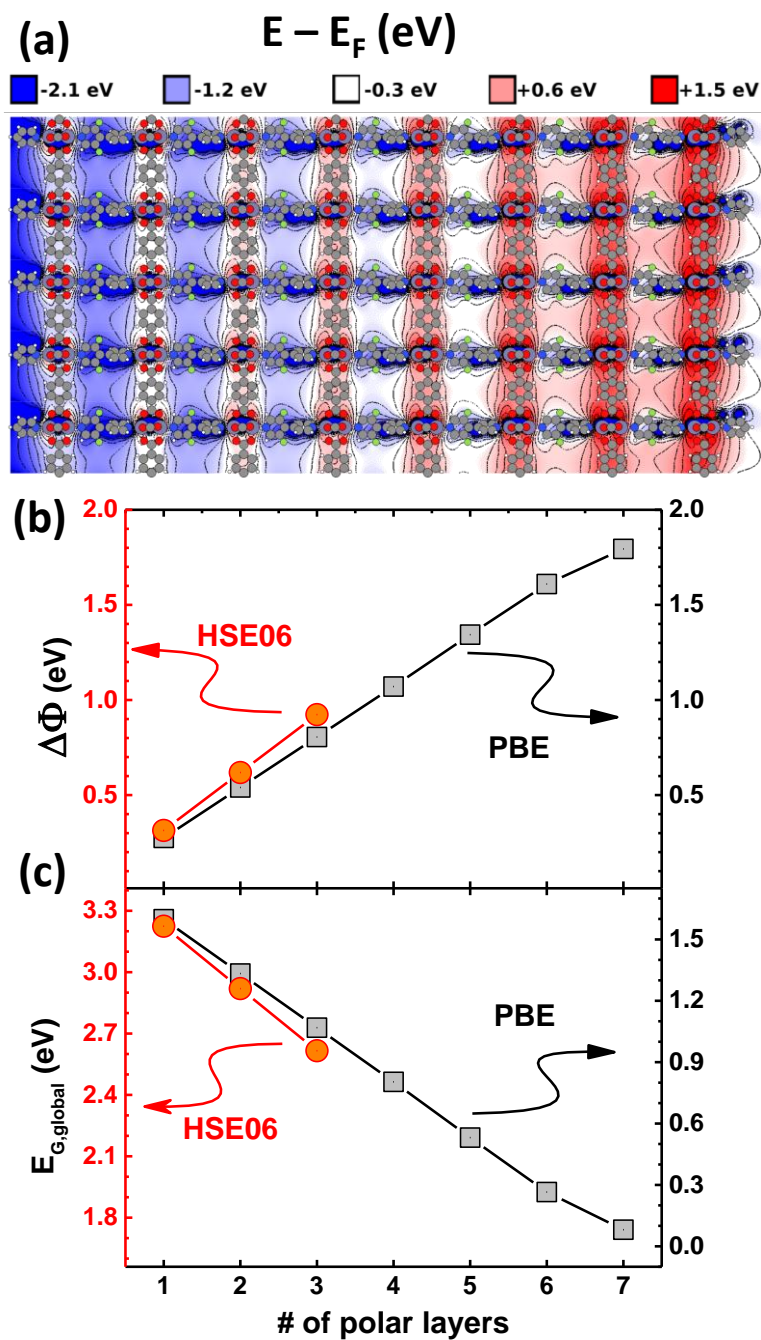 (a) E – E_F (eV)
-2.1 eV -1.2 eV -0.3 eV +0.6 eV +1.5 eV
(b)
2.0 2.0
1.5 1.5
HSE06
1.0 1.0
PBE
0.5 0.5
ΔΦ (eV)
(c)
3.3
1.5
3.0
1.2
PBE
2.7
0.9
2.4
HSE06
0.6
2.1
0.3
1.8
0.0
E_G,global (eV)
1 2 3 4 5 6 7
# of polar layers